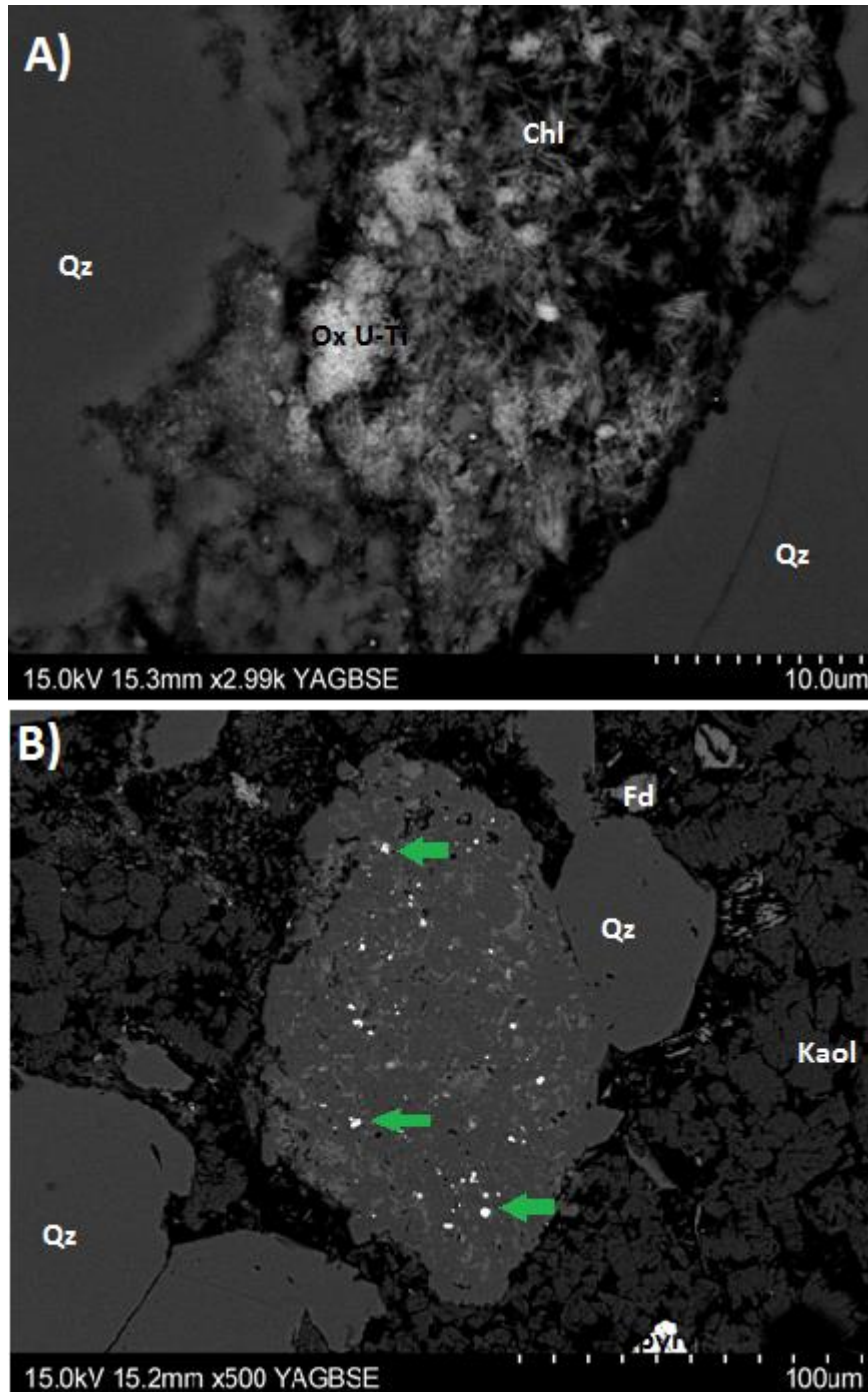 A)
Chl
Qz
Ox U-Ti
Qz
15.0kV 15.3mm x2.99k YAGBSE
10.0um
B)
Fd
Qz
Kaol
Qz
pyr
15.0kV 15.2mm x500 YAGBSE
100um